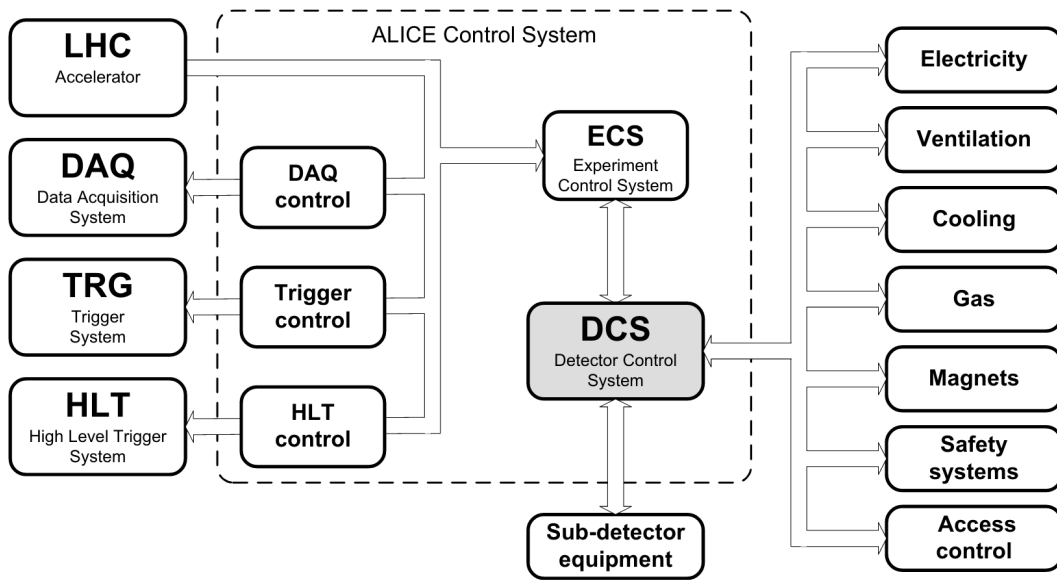 ALICE Control System
LHC
Accelerator
DAQ
Data Acquisition
System
TRG
Trigger
System
HLT
High Level Trigger
System
DAQ
control
Trigger
control
HLT
control
ECS
Experiment
Control System
DCS
Detector Control
System
Sub-detector
equipment
Electricity
Ventilation
Cooling
Gas
Magnets
Safety
systems
Access
control